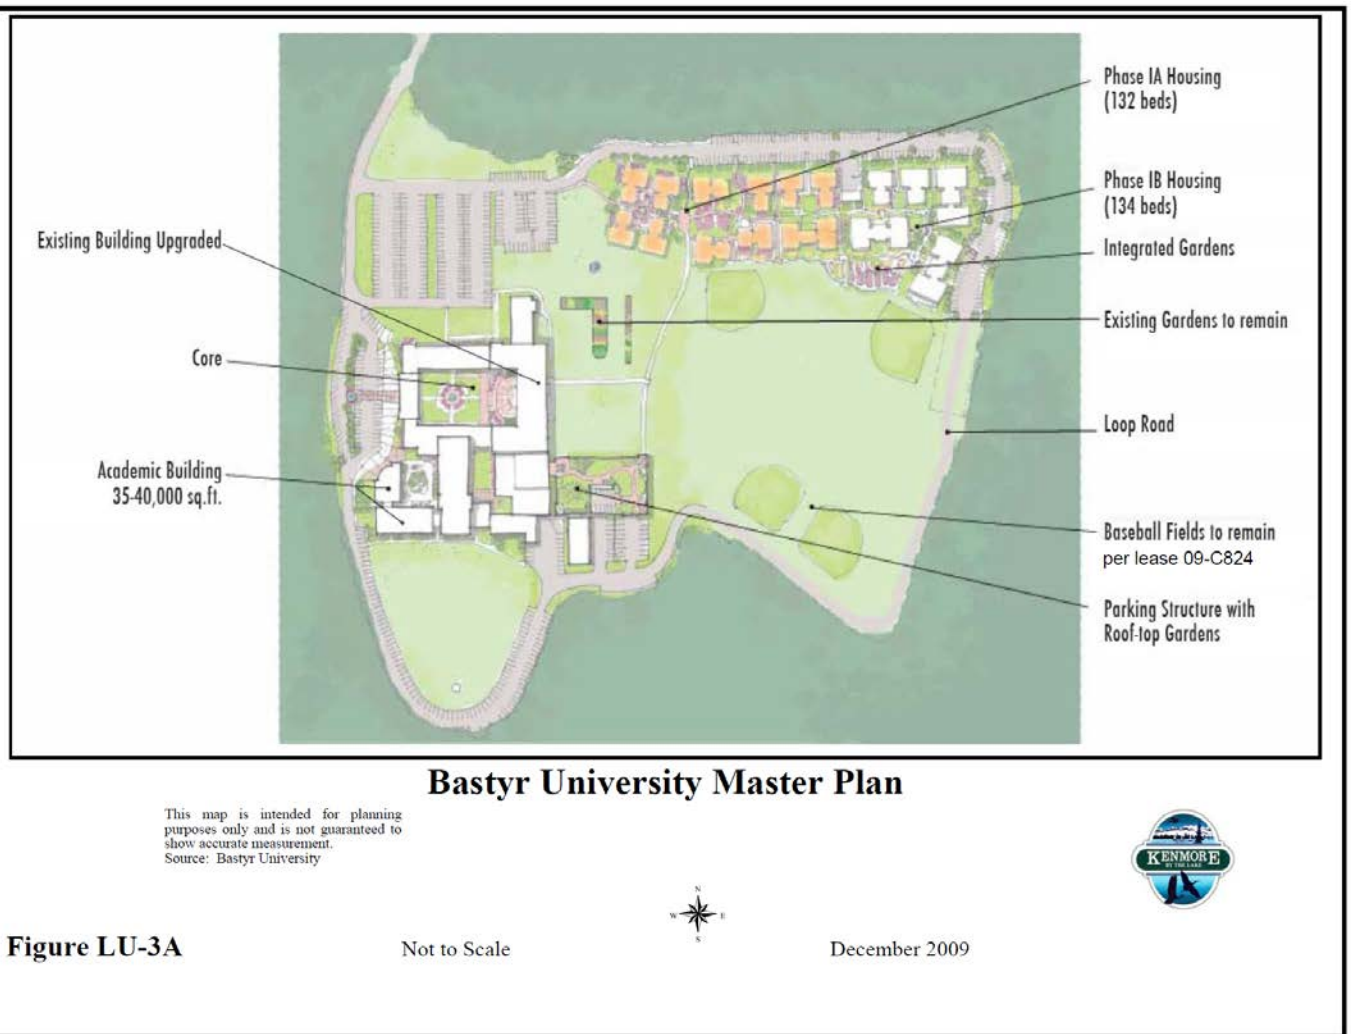 Phase IA Housing
(132 beds)
Phase IB Housing
(134 beds)
Existing Building Upgraded
Integrated Gardens
Existing Gardens to remain
Core
Loop Road
Academic Building
35-40,000 sq.ft.
Baseball Fields to remain
per lease 09-C824
Parking Structure with
Roof-top Gardens
Bastyr University Master Plan
This map is intended for planning
purposes only and is not guaranteed to
show accurate measurement.
Source: Bastyr University
KENMORE
BY THE LAKE
N
W E
S
Figure LU-3A
Not to Scale
December 2009